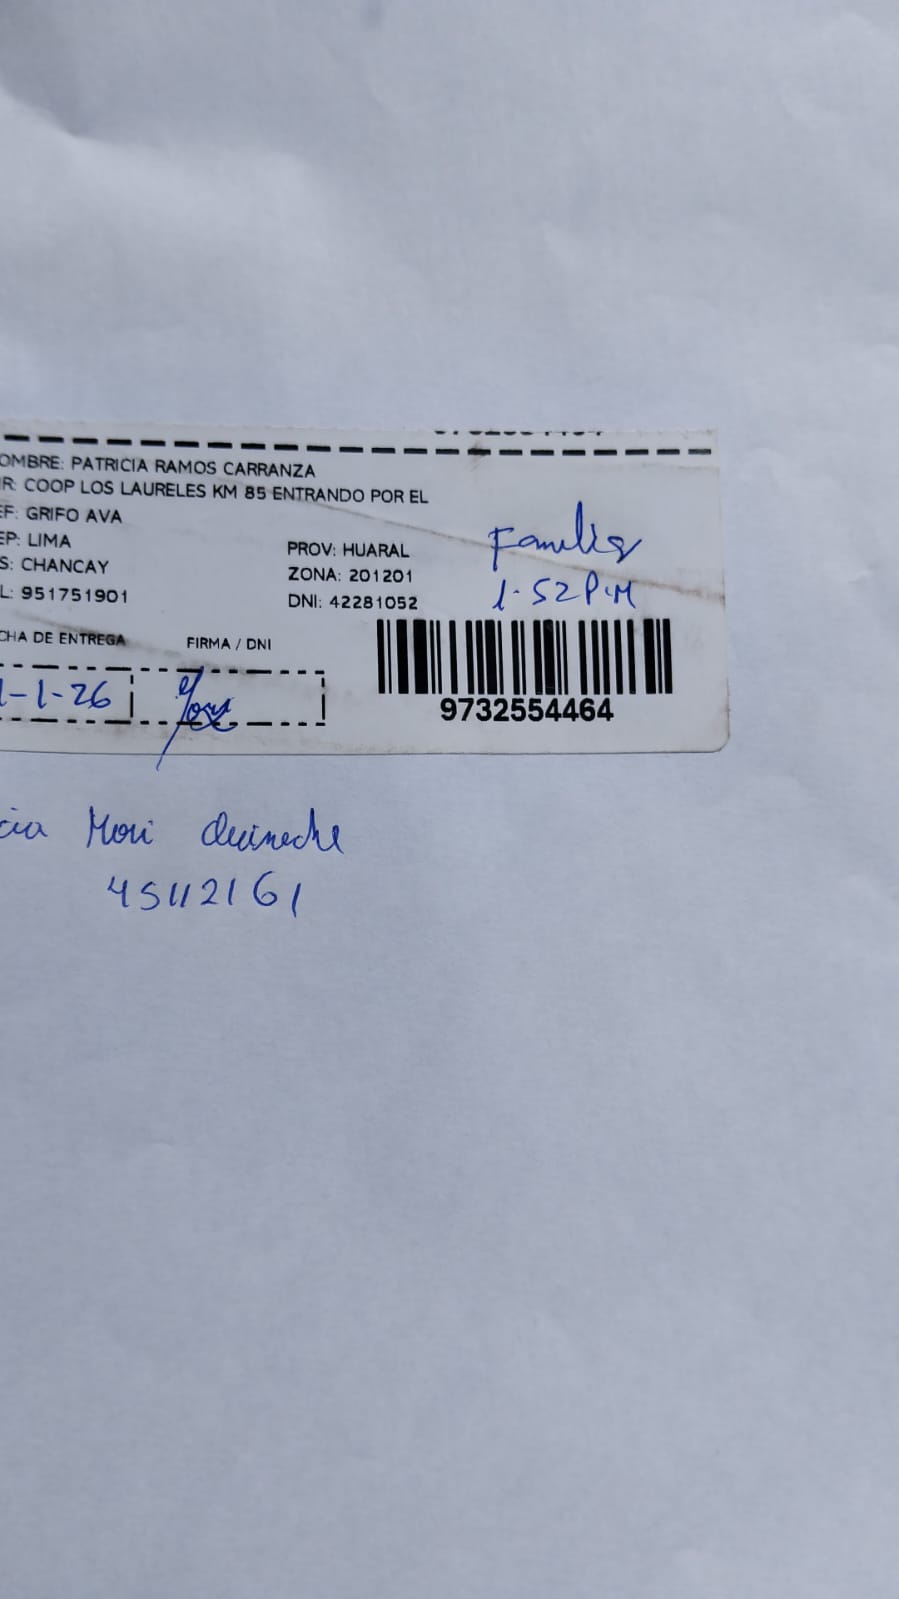 OMBRE: PATRICIA RAMOS CARRANZA
IR: COOP LOS LAURELES KM 85 ENTRANDO POR EL
EF: GRIFO AVA
EP: LIMA
PROV: HUARAL
S: CHANCAY
ZONA: 201201
L: 951751901
DNI: 42281052
Familia
1-52 P.M
CHA DE ENTREGA
FIRMA / DNI
1-1-26
9732554464
cia Mori
45112161